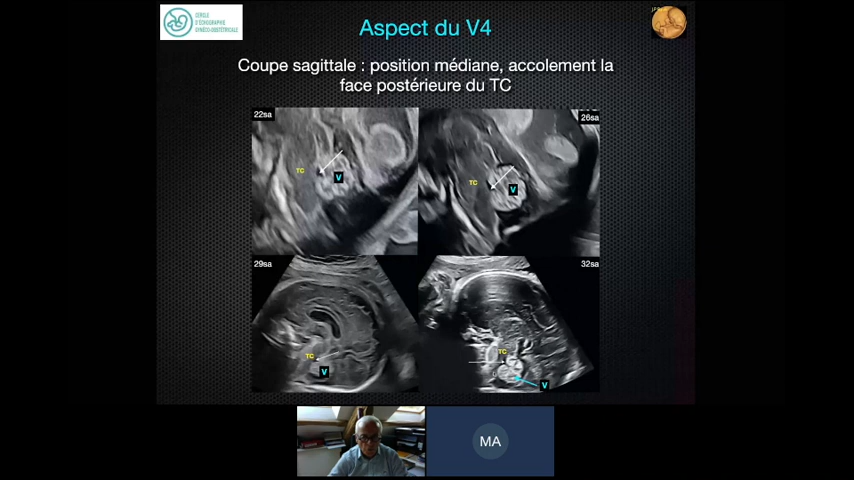 CERCLE
D'ÉCHOGRAPHIE
GYNÉCO-OBSTÉTRICALE
Aspect du V4
Coupe sagittale : position médiane, accolement la
face postérieure du TC
22sa
TC
V
26sa
TC
V
29sa
TC
V
32sa
TC
V
MA